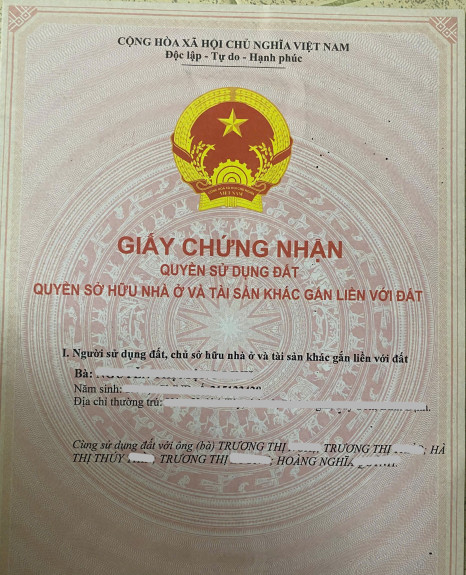 CỘNG HÒA XÃ HỘI CHỦ NGHĨA VIỆT NAM
Độc lập - Tự do - Hạnh phúc
VIỆT NAM
GIẤY CHỨNG NHẬN
QUYỀN SỬ DỤNG ĐẤT
QUYỀN SỞ HỮU NHÀ Ở VÀ TÀI SẢN KHÁC GẮN LIỀN VỚI ĐẤT
I. Người sử dụng đất, chủ sở hữu nhà ở và tài sản khác gắn liền với đất
Bà:
Năm sinh:
Địa chỉ thường trú:
Cùng sử dụng đất với ông (bà) TRƯƠNG THỊ TRƯƠNG THỊ ; HÀ
THỊ THÚY ; TRƯƠNG THỊ ; HOÀNG NGHĨA